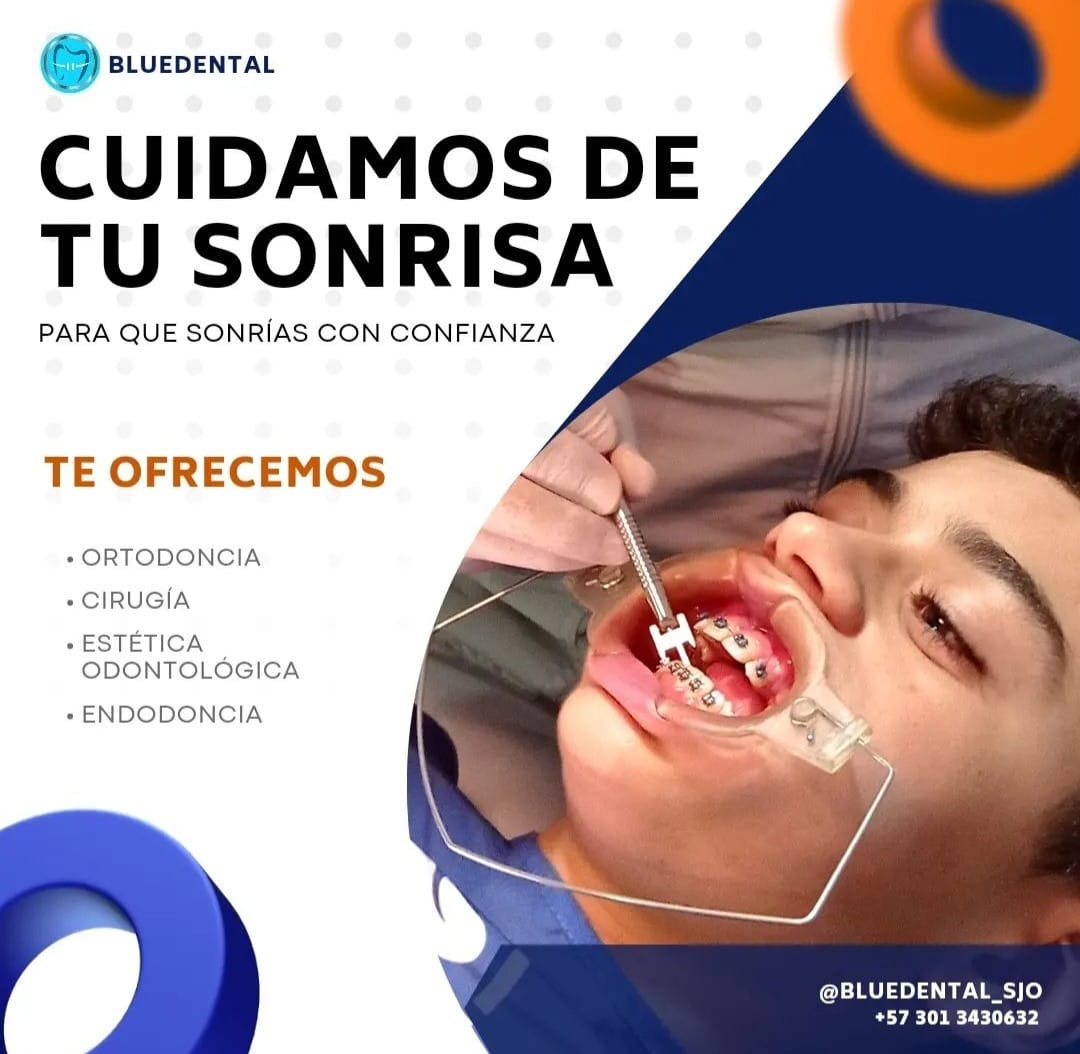 BLUEDENTAL
CUIDAMOS DE
TU SONRISA
PARA QUE SONRÍAS CON CONFIANZA
TE OFRECEMOS
• ORTODONCIA
• CIRUGÍA
• ESTÉTICA
ODONTOLÓGICA
• ENDODONCIA
@BLUEDENTAL_SJO
+57 301 3430632